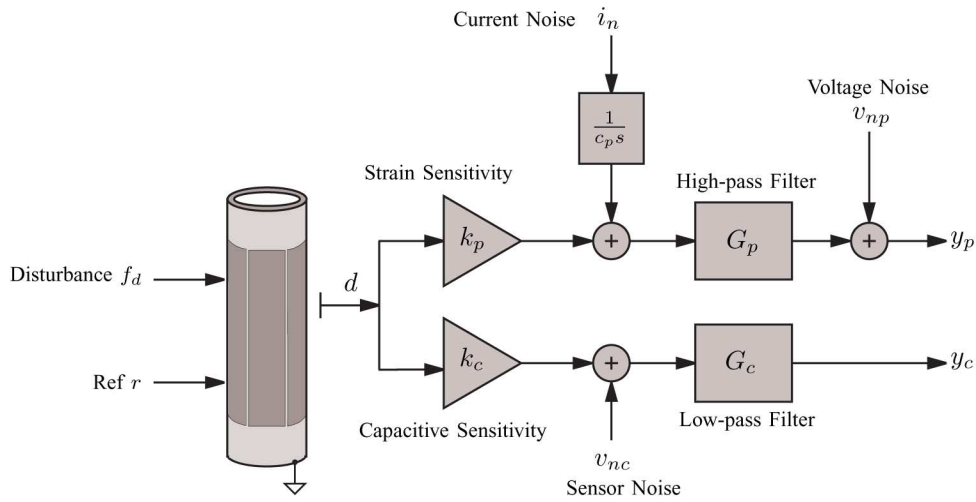 Current Noise i_n
Voltage Noise
v_{np}
\frac{1}{c_p s}
Strain Sensitivity
High-pass Filter
k_p
+
G_p
+
y_p
Disturbance f_d
d
Ref r
k_c
+
G_c
y_c
Capacitive Sensitivity
Low-pass Filter
v_{nc}
Sensor Noise